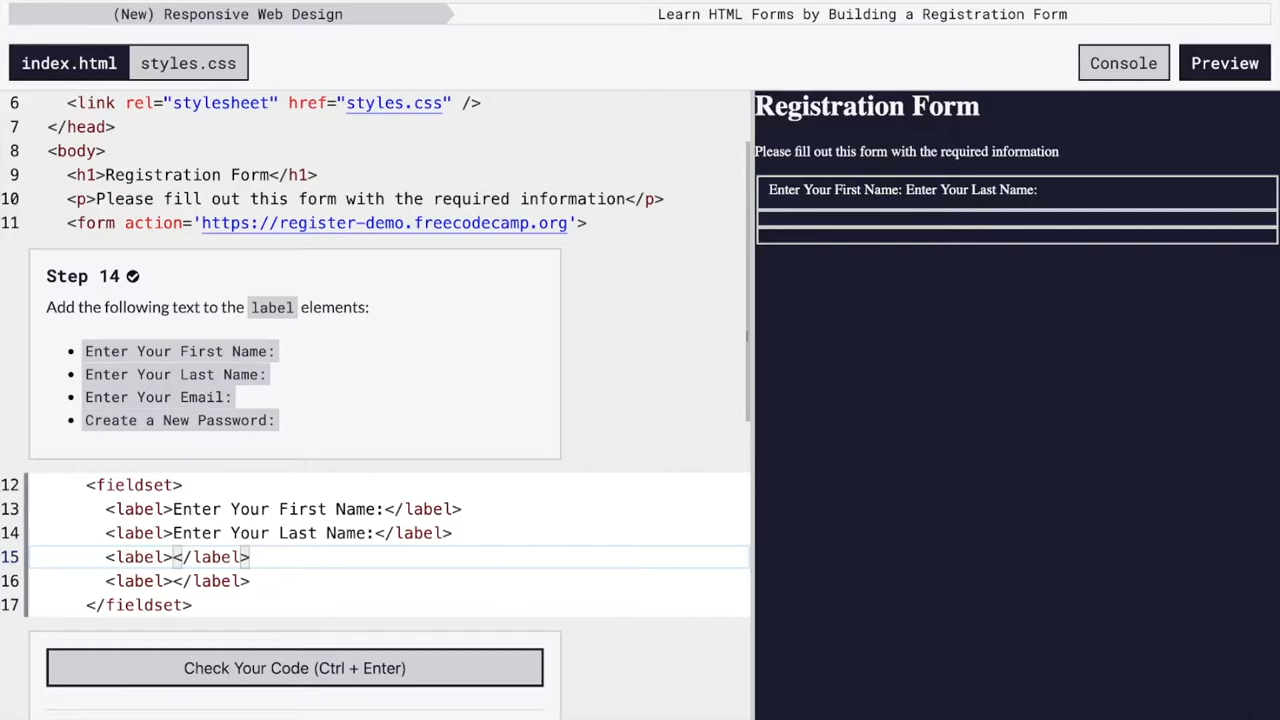 (New) Responsive Web Design
Learn HTML Forms by Building a Registration Form
index.html
styles.css
Console
Preview
6 <link rel="stylesheet" href="styles.css" />
7 </head>
8 <body>
9 <h1>Registration Form</h1>
10 <p>Please fill out this form with the required information</p>
11 <form action='https://register-demo.freecodecamp.org'>
Step 14
Add the following text to the label elements:
Enter Your First Name:
Enter Your Last Name:
Enter Your Email:
Create a New Password:
12 <fieldset>
13 <label>Enter Your First Name:</label>
14 <label>Enter Your Last Name:</label>
15 <label></label>
16 <label></label>
17 </fieldset>
Check Your Code (Ctrl + Enter)
Registration Form
Please fill out this form with the required information
Enter Your First Name: Enter Your Last Name: